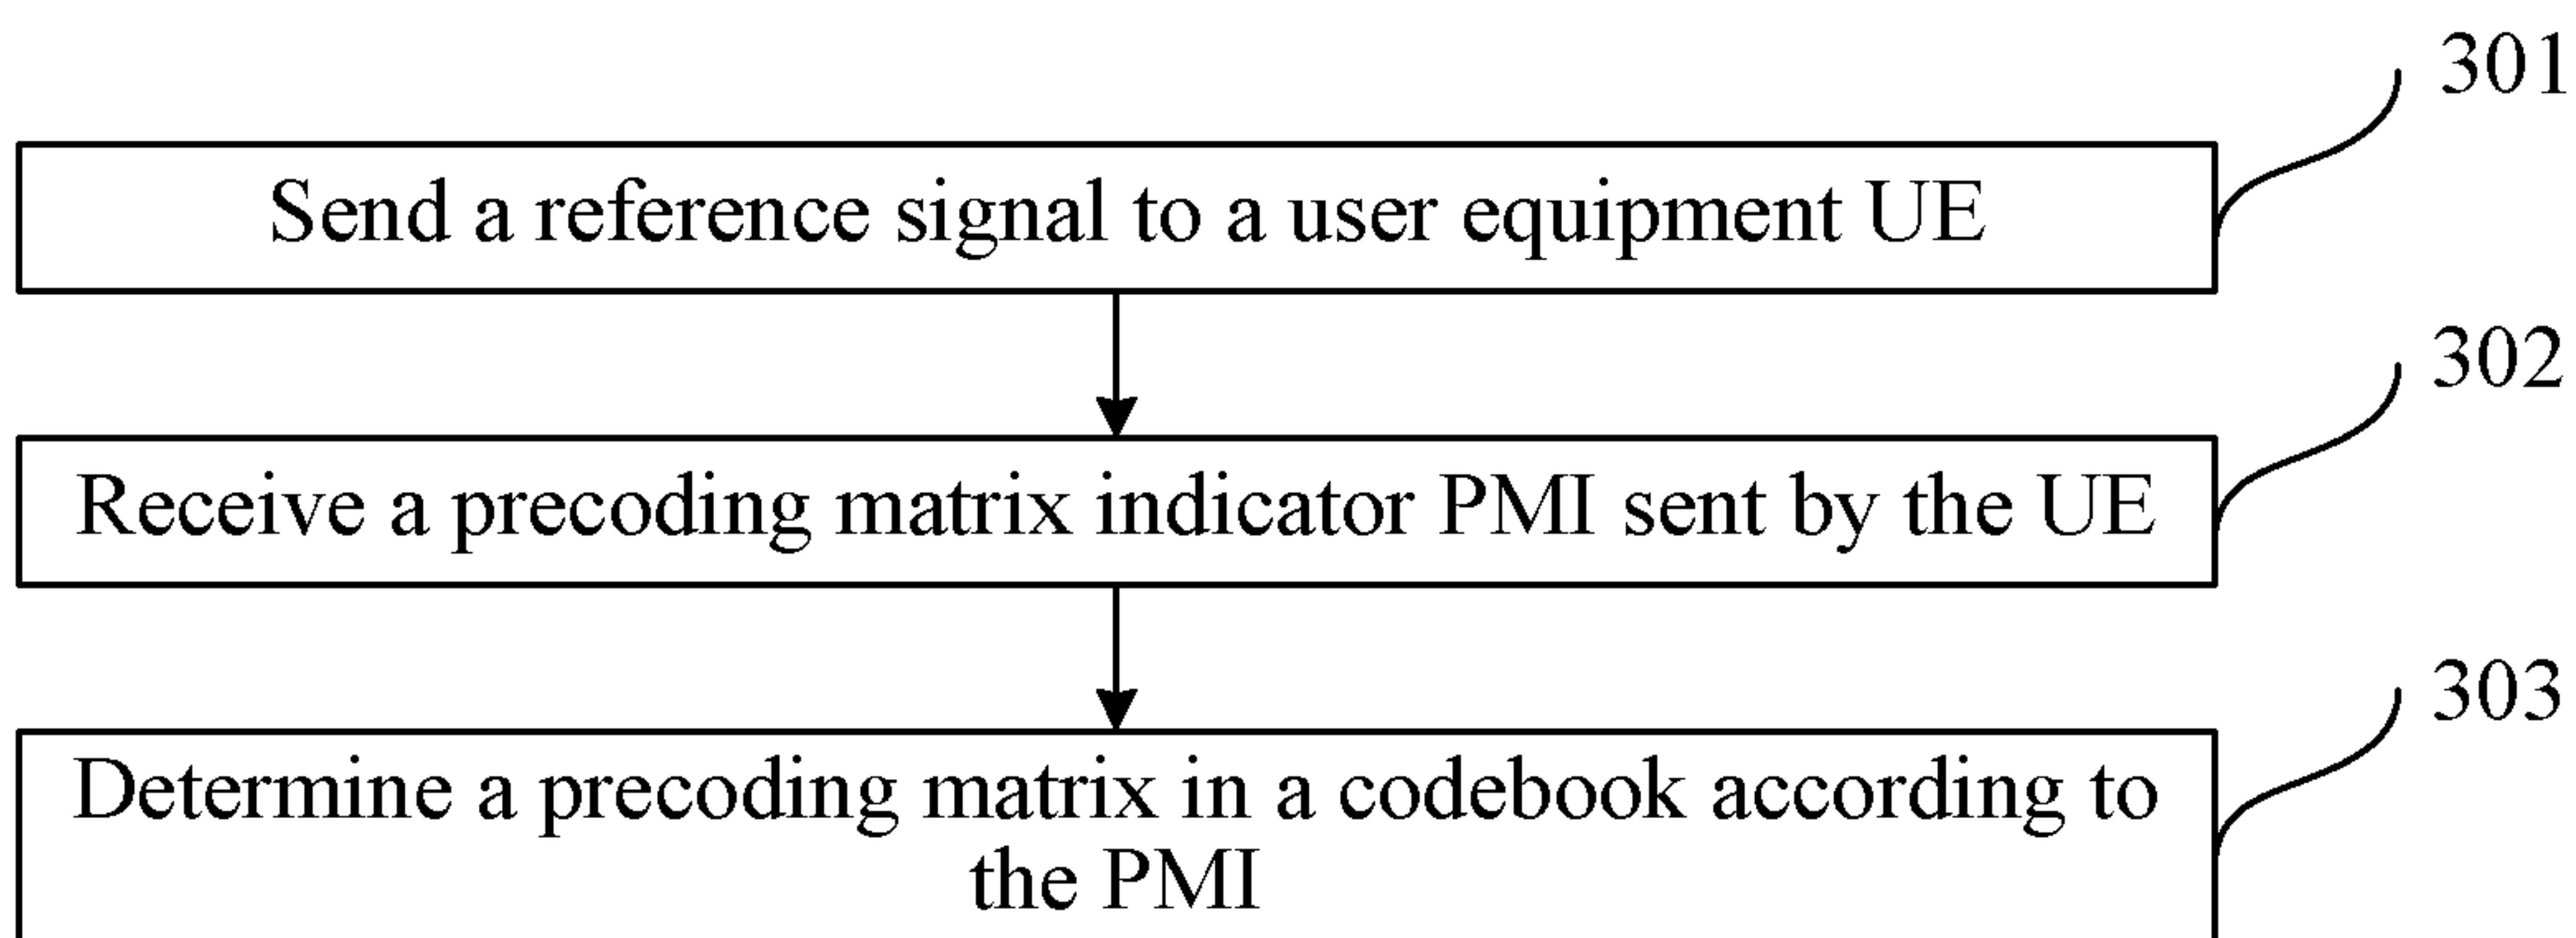 301
Send a reference signal to a user equipment UE
302
Receive a precoding matrix indicator PMI sent by the UE
303
Determine a precoding matrix in a codebook according to
the PMI